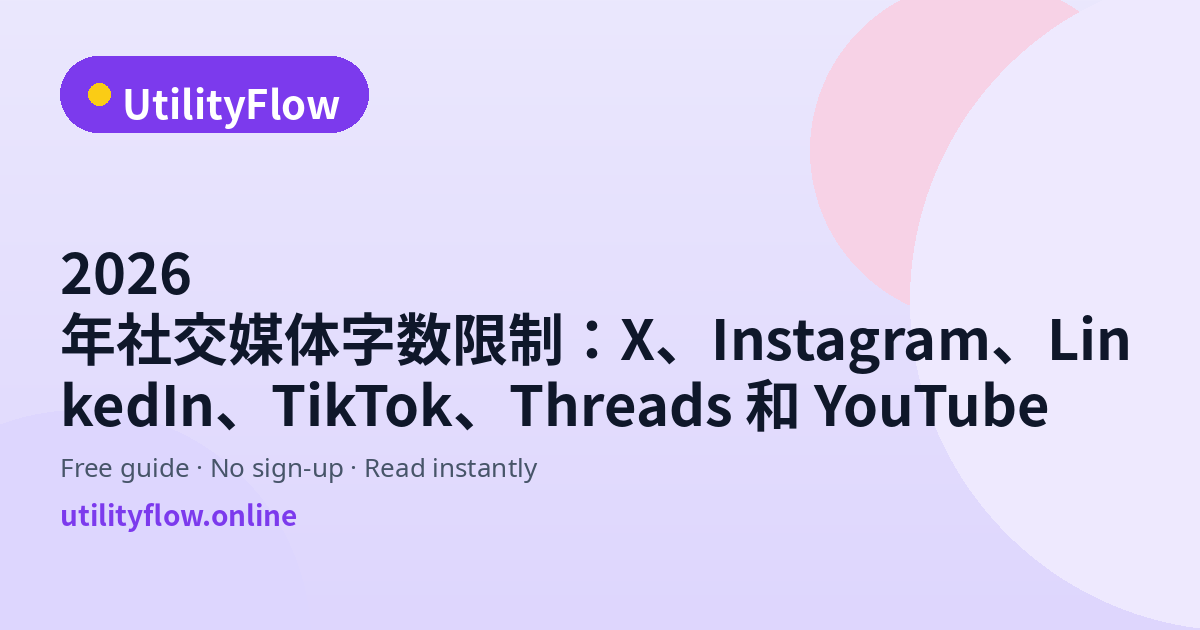 UtilityFlow
2026
年社交媒体字数限制：X、Instagram、Lin
kedIn、TikTok、Threads 和 YouTube
Free guide · No sign-up · Read instantly
utilityflow.online